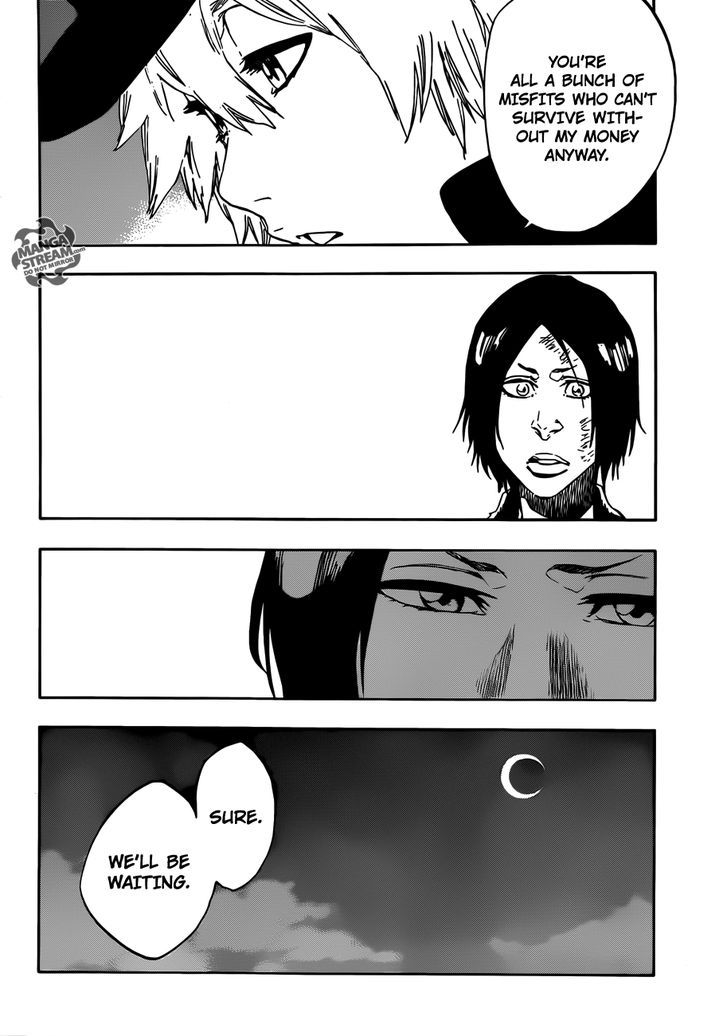 YOU'RE
ALL A BUNCH OF
MISFITS WHO CAN'T
SURVIVE WITH-
OUT MY MONEY
ANYWAY.
MANGA
STREAM.com
DO NOT MIRROR
SURE.
WE'LL BE
WAITING.